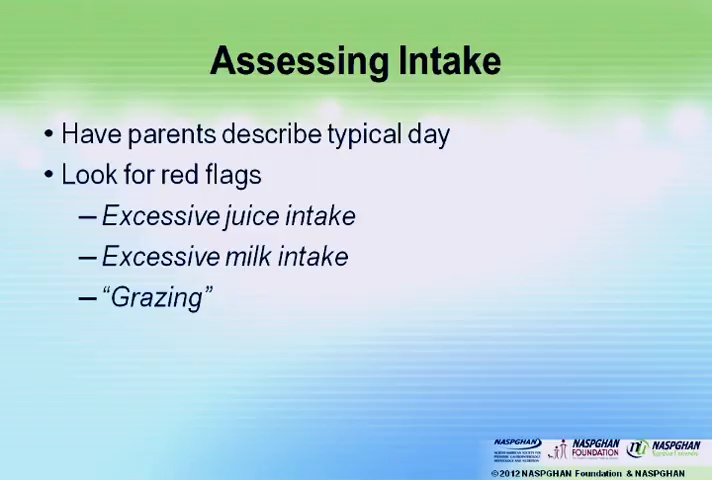 Assessing Intake
• Have parents describe typical day
• Look for red flags
– Excessive juice intake
– Excessive milk intake
– “Grazing”
NASPGHAN
NASPGHAN
FOUNDATION
NASPGHAN
©2012 NASPGHAN Foundation & NASPGHAN